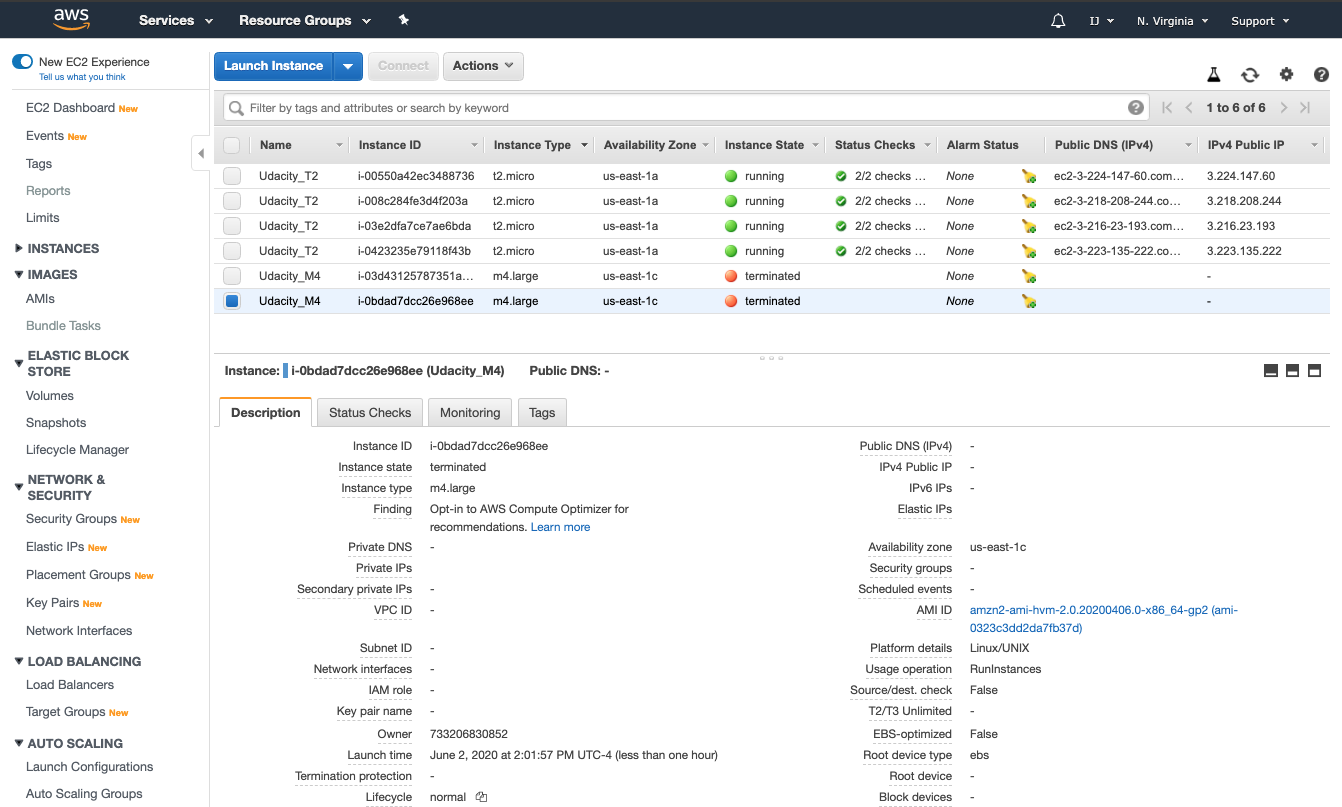 aws Services Resource Groups IJ N. Virginia Support
New EC2 Experience
Tell us what you think
EC2 Dashboard New
Events New
Tags
Reports
Limits
INSTANCES
IMAGES
AMIs
Bundle Tasks
ELASTIC BLOCK
STORE
Volumes
Snapshots
Lifecycle Manager
NETWORK &
SECURITY
Security Groups New
Elastic IPs New
Placement Groups New
Key Pairs New
Network Interfaces
LOAD BALANCING
Load Balancers
Target Groups New
AUTO SCALING
Launch Configurations
Auto Scaling Groups
Launch Instance Connect Actions
Filter by tags and attributes or search by keyword 1 to 6 of 6
Name Instance ID Instance Type Availability Zone Instance State Status Checks Alarm Status Public DNS (IPv4) IPv4 Public IP
Udacity_T2 i-00550a42ec3488736 t2.micro us-east-1a running 2/2 checks ... None ec2-3-224-147-60.com... 3.224.147.60
Udacity_T2 i-008c284fe3d4f203a t2.micro us-east-1a running 2/2 checks ... None ec2-3-218-208-244.co... 3.218.208.244
Udacity_T2 i-03e2dfa7ce7ae6bda t2.micro us-east-1a running 2/2 checks ... None ec2-3-216-23-193.com... 3.216.23.193
Udacity_T2 i-0423235e79118f43b t2.micro us-east-1a running 2/2 checks ... None ec2-3-223-135-222.co... 3.223.135.222
Udacity_M4 i-03d43125787351a... m4.large us-east-1c terminated None -
Udacity_M4 i-0bdad7dcc26e968ee m4.large us-east-1c terminated None -
Instance: i-0bdad7dcc26e968ee (Udacity_M4) Public DNS: -
Description Status Checks Monitoring Tags
Instance ID i-0bdad7dcc26e968ee
Instance state terminated
Instance type m4.large
Finding Opt-in to AWS Compute Optimizer for
recommendations. Learn more
Private DNS -
Private IPs
Secondary private IPs -
VPC ID -
Subnet ID -
Network interfaces -
IAM role -
Key pair name -
Owner 733206830852
Launch time June 2, 2020 at 2:01:57 PM UTC-4 (less than one hour)
Termination protection -
Lifecycle normal
Public DNS (IPv4) -
IPv4 Public IP -
IPv6 IPs -
Elastic IPs
Availability zone us-east-1c
Security groups -
Scheduled events -
AMI ID amzn2-ami-hvm-2.0.20200406.0-x86_64-gp2 (ami-
0323c3dd2da7fb37d)
Platform details Linux/UNIX
Usage operation RunInstances
Source/dest. check False
T2/T3 Unlimited -
EBS-optimized False
Root device type ebs
Root device -
Block devices -